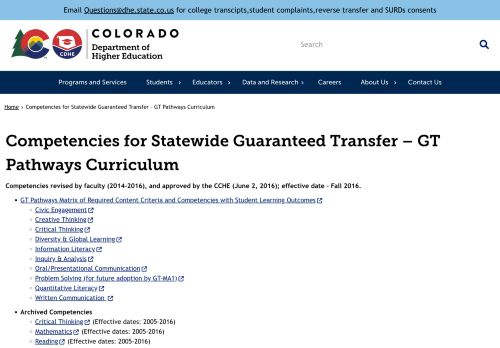 Email Questions@dhe.state.co.us for college transcipts,student complaints,reverse transfer and SURDs consents
COLORADO
Department of
Higher Education
CDHE
Search
Programs and Services Students Educators Data and Research Careers About Us Contact Us
Home > Competencies for Statewide Guaranteed Transfer – GT Pathways Curriculum
Competencies for Statewide Guaranteed Transfer – GT
Pathways Curriculum
Competencies revised by faculty (2014-2016), and approved by the CCHE (June 2, 2016); effective date – Fall 2016.
GT Pathways Matrix of Required Content Criteria and Competencies with Student Learning Outcomes
Civic Engagement
Creative Thinking
Critical Thinking
Diversity & Global Learning
Information Literacy
Inquiry & Analysis
Oral/Presentational Communication
Problem Solving (for future adoption by GT-MA1)
Quantitative Literacy
Written Communication
Archived Competencies
Critical Thinking (Effective dates: 2005-2016)
Mathematics (Effective dates: 2005-2016)
Reading (Effective dates: 2005-2016)